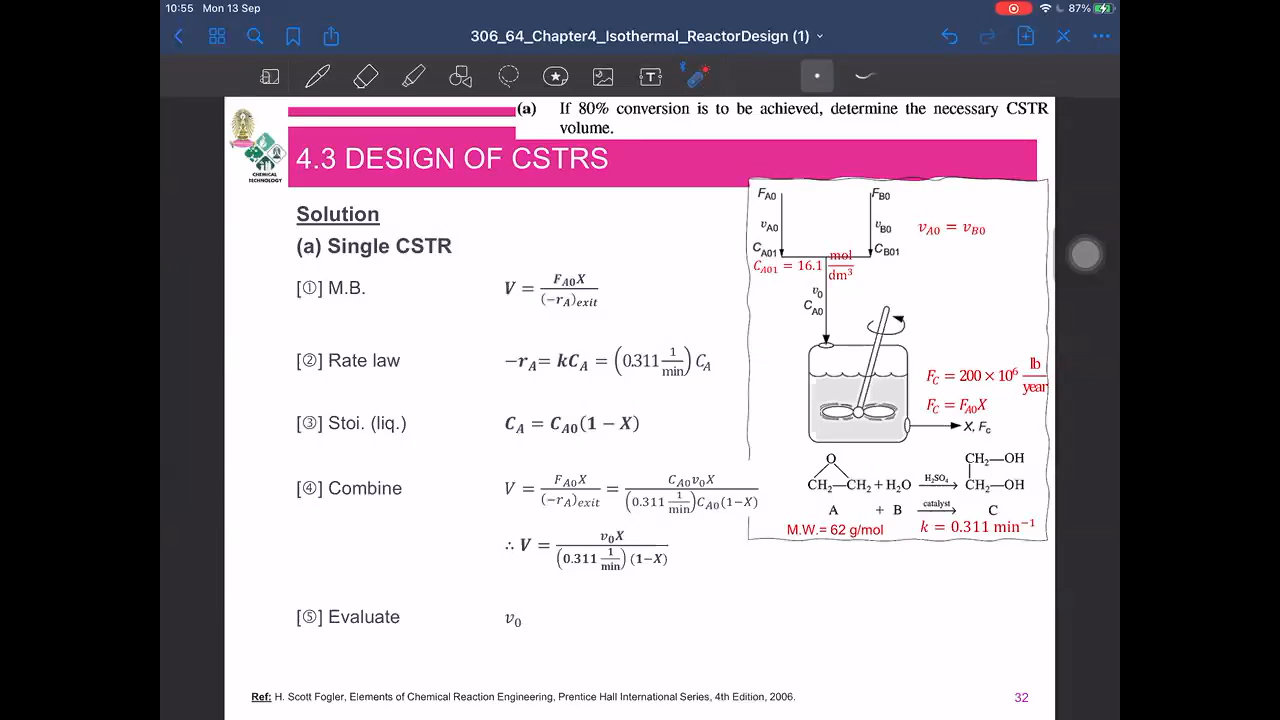 10:55 Mon 13 Sep
87%
306_64_Chapter4_Isothermal_ReactorDesign (1)
(a) If 80% conversion is to be achieved, determine the necessary CSTR
volume.
CHEMICAL
TECHNOLOGY
4.3 DESIGN OF CSTRS
Solution
(a) Single CSTR
[①] M.B. V = F_A0 X / (−r_A)_exit
[②] Rate law −r_A = kC_A = (0.311 1/min) C_A
[③] Stoi. (liq.) C_A = C_A0(1 − X)
[④] Combine V = F_A0 X / (−r_A)_exit = C_A0 v_0 X / (0.311 1/min) C_A0 (1−X)
∴ V = v_0 X / (0.311 1/min) (1−X)
[⑤] Evaluate v_0
F_A0 F_B0
v_A0 v_B0 v_A0 = v_B0
C_A01 C_B01
C_A01 = 16.1 mol/dm³
v_0
C_A0
F_C = 200 × 10⁶ lb/year
F_C = F_A0 X
X, F_c
O CH₂—OH
CH₂—CH₂ + H₂O H₂SO₄ CH₂—OH
A + B catalyst C
M.W.= 62 g/mol k = 0.311 min⁻¹
Ref: H. Scott Fogler, Elements of Chemical Reaction Engineering, Prentice Hall International Series, 4th Edition, 2006.
32